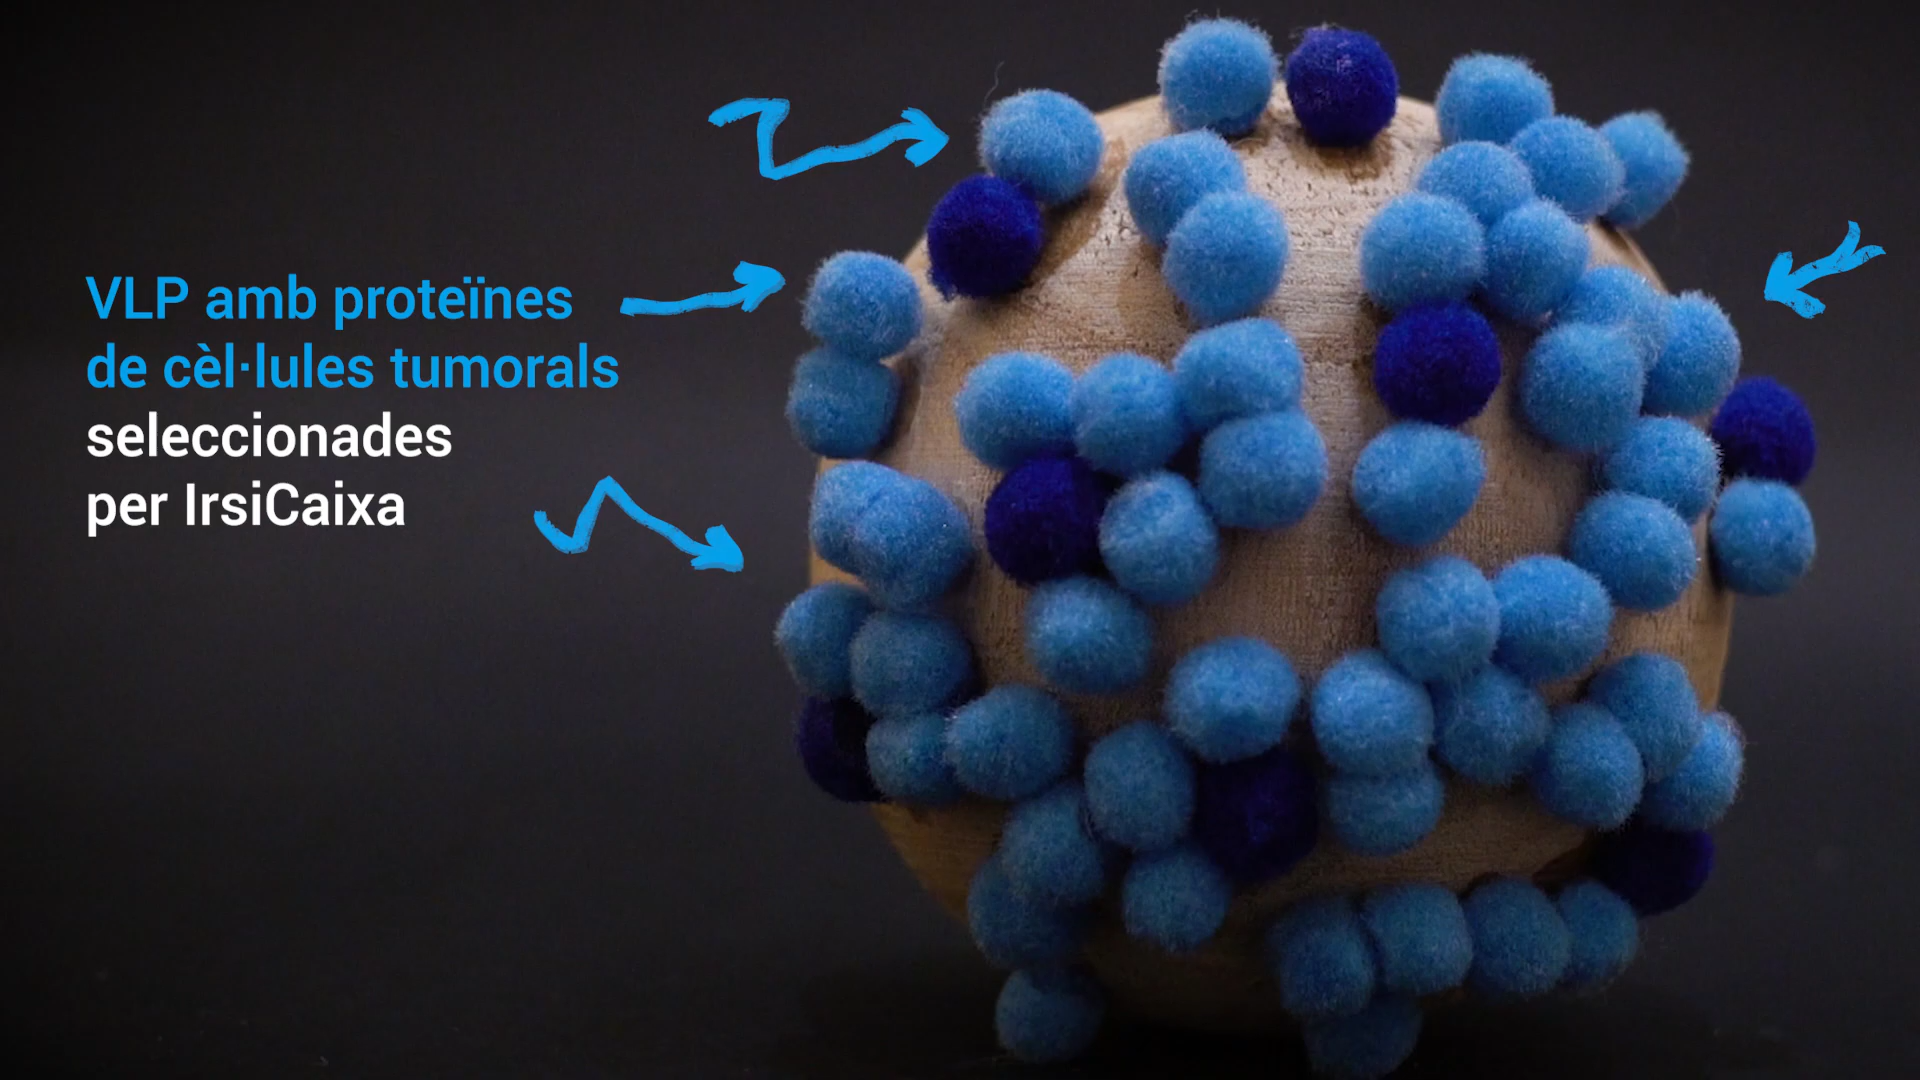 VLP amb proteïnes
de cèl·lules tumorals
seleccionades
per IrsiCaixa